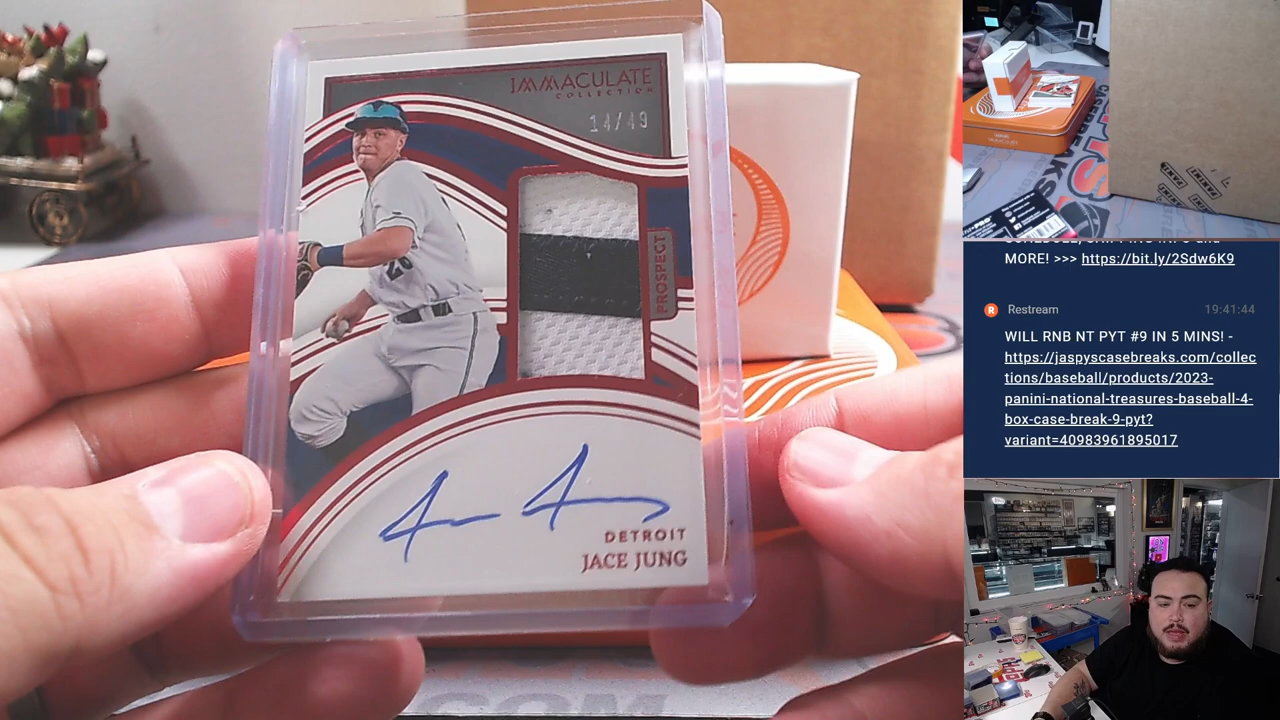 IMMACULATE
COLLECTION
14/49
PROSPECT
DETROIT
JACE JUNG
MORE! >>> https://bit.ly/2Sdw6K9
Restream
19:41:44
WILL RNB NT PYT #9 IN 5 MINS! -
https://jaspyscasebreaks.com/collec
tions/baseball/products/2023-
panini-national-treasures-baseball-4-
box-case-break-9-pyt?
variant=40983961895017
PANINI